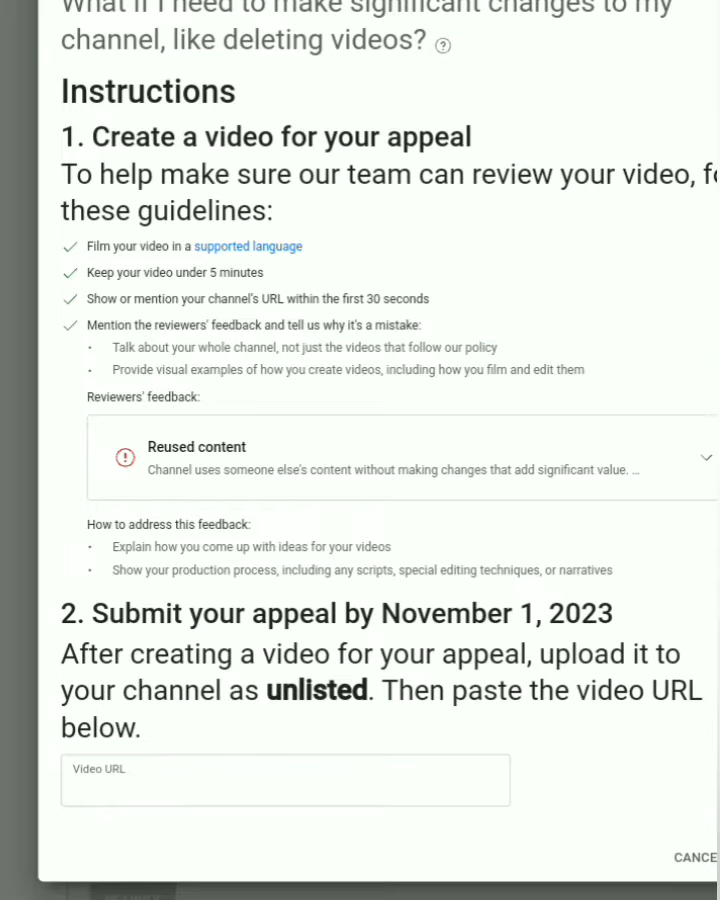 What if I need to make significant changes to my
channel, like deleting videos?
Instructions
1. Create a video for your appeal
To help make sure our team can review your video, fo
these guidelines:
Film your video in a supported language
Keep your video under 5 minutes
Show or mention your channel's URL within the first 30 seconds
Mention the reviewers' feedback and tell us why it's a mistake:
· Talk about your whole channel, not just the videos that follow our policy
· Provide visual examples of how you create videos, including how you film and edit them
Reviewers' feedback:
Reused content
Channel uses someone else's content without making changes that add significant value. ...
How to address this feedback:
· Explain how you come up with ideas for your videos
· Show your production process, including any scripts, special editing techniques, or narratives
2. Submit your appeal by November 1, 2023
After creating a video for your appeal, upload it to
your channel as unlisted. Then paste the video URL
below.
Video URL
CANCE